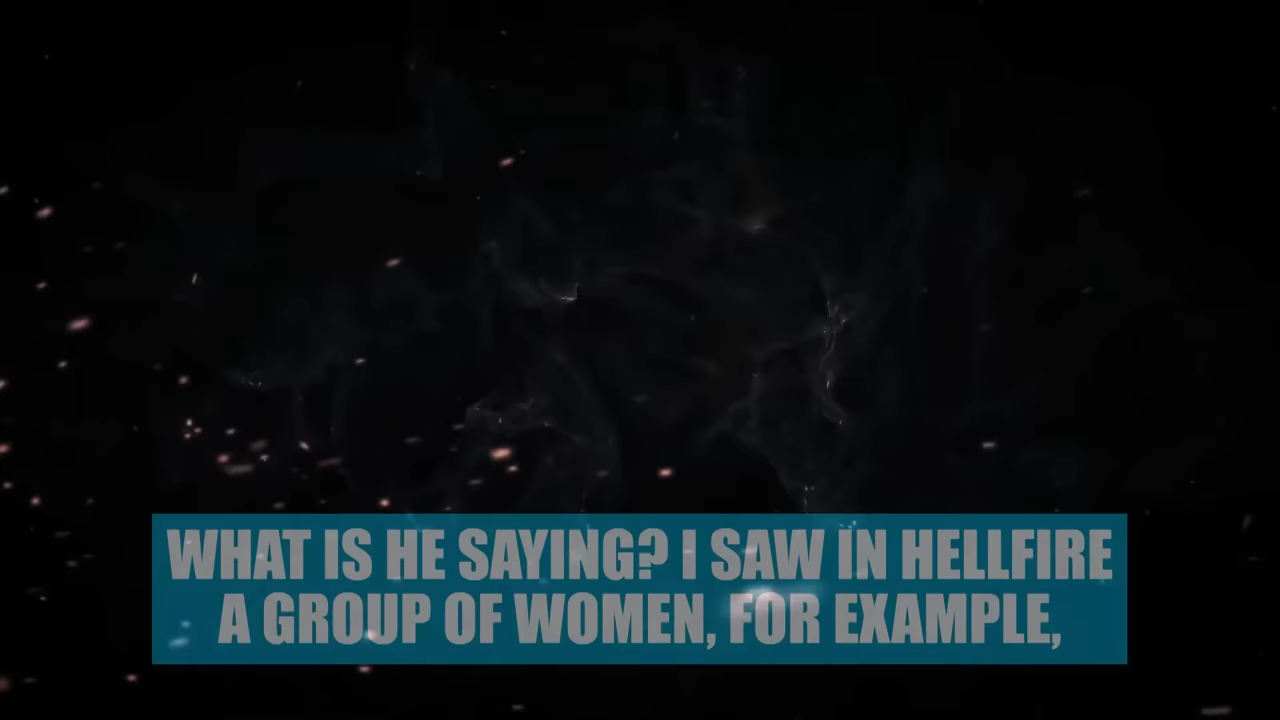 WHAT IS HE SAYING? I SAW IN HELLFIRE
A GROUP OF WOMEN, FOR EXAMPLE,